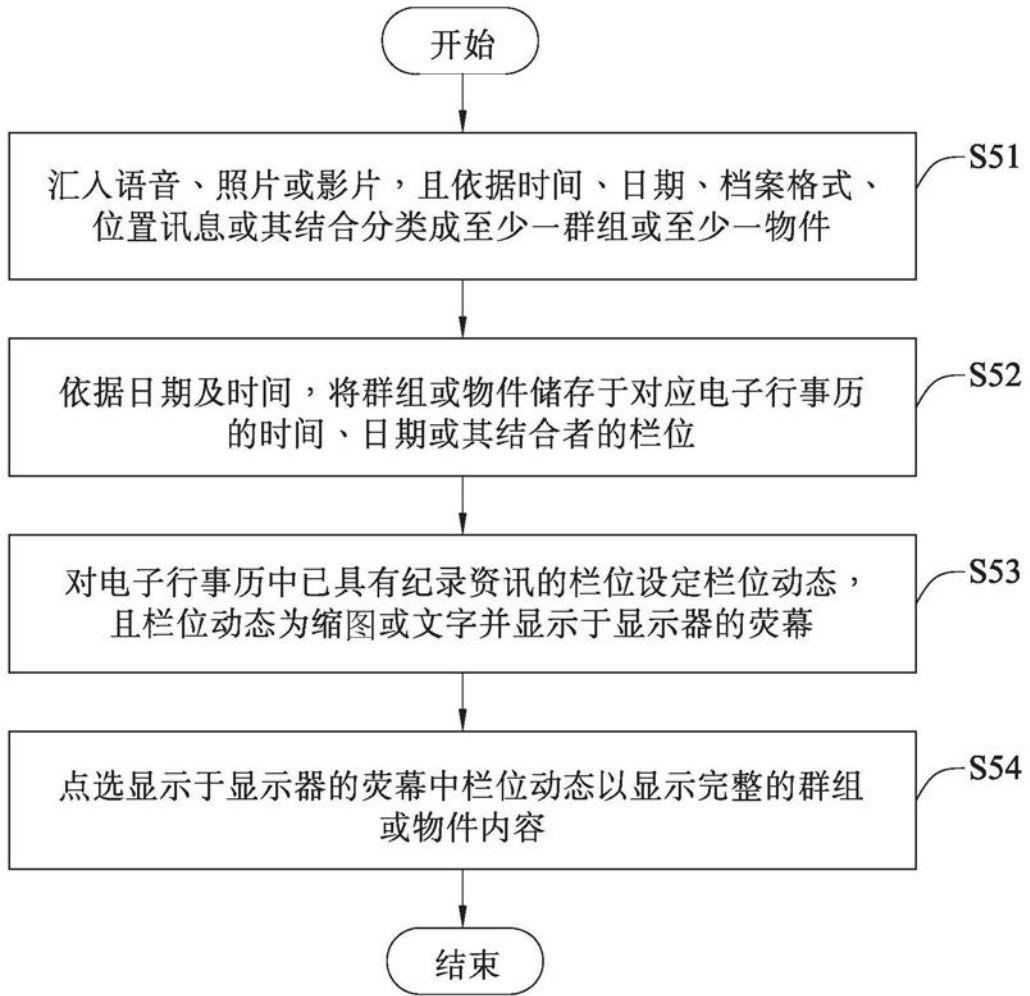 开始
汇入语音、照片或影片，且依据时间、日期、档案格式、
位置讯息或其结合分类成至少一群组或至少一物件
S51
依据日期及时间，将群组或物件储存于对应电子行事历
的时间、日期或其结合者的栏位
S52
对电子行事历中已具有纪录资讯的栏位设定栏位动态，
且栏位动态为缩图或文字并显示于显示器的荧幕
S53
点选显示于显示器的荧幕中栏位动态以显示完整的群组
或物件内容
S54
结束